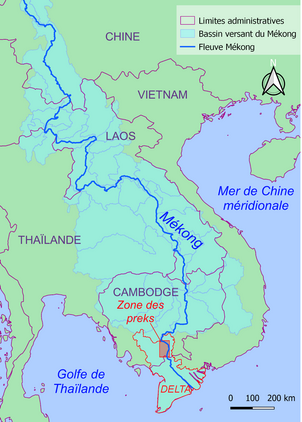 Limites administratives
Bassin versant du Mékong
Fleuve Mékong
N
CHINE
VIETNAM
LAOS
Mer de Chine
méridionale
Mékong
THAÏLANDE
CAMBODGE
Zone des
preks
Golfe de
Thaïlande
DELTA
0 100 200 km